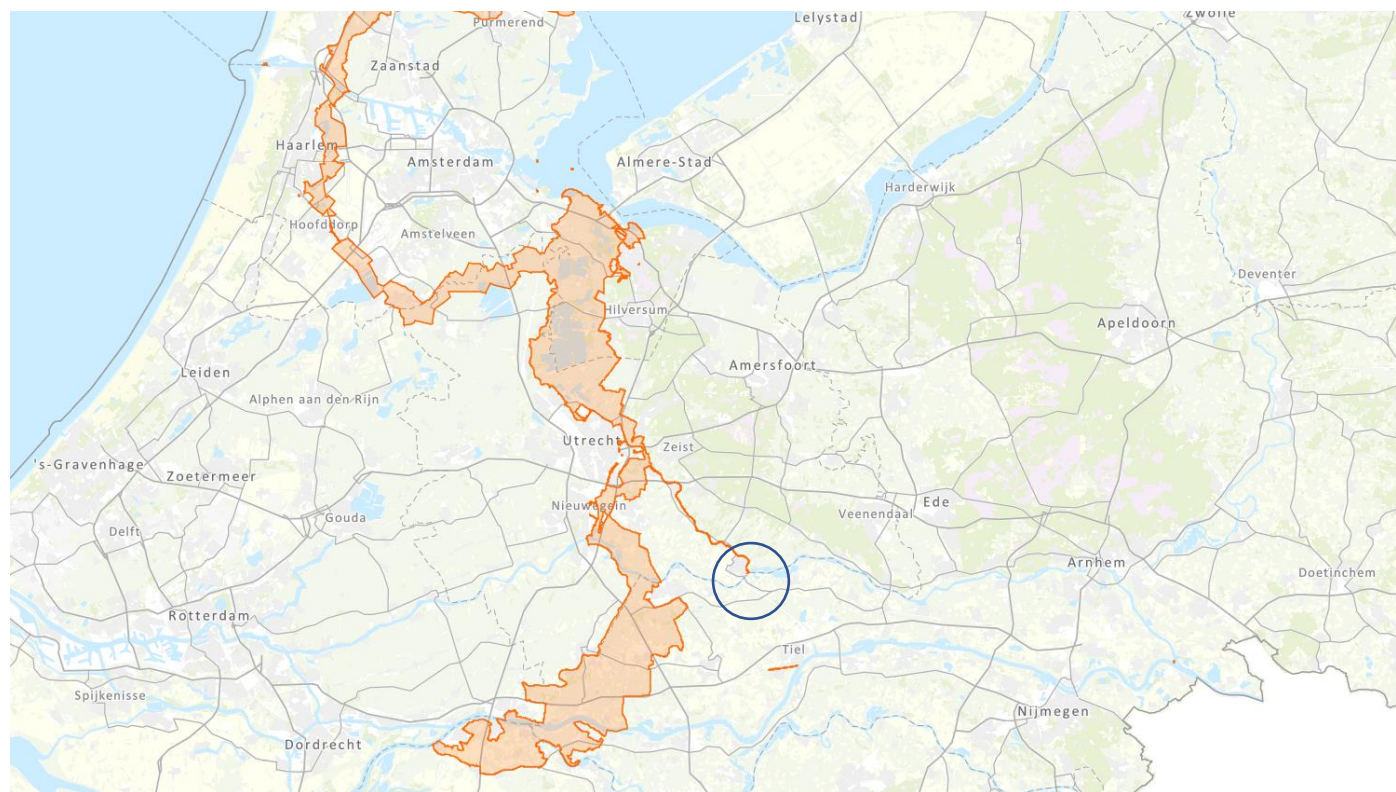 Purmerend
Lelystad
Zwolle
Zaanstad
Haarlem
Amsterdam
Almere-Stad
Harderwijk
Hoofddorp
Amstelveen
Deventer
Hilversum
Apeldoorn
Amersfoort
Leiden
Alphen aan den Rijn
Utrecht
Zeist
's-Gravenhage
Zoetermeer
Ede
Nieuwegein
Veenendaal
Gouda
Delft
Arnhem
Doetinchem
Rotterdam
Tiel
Spijkenisse
Nijmegen
Dordrecht